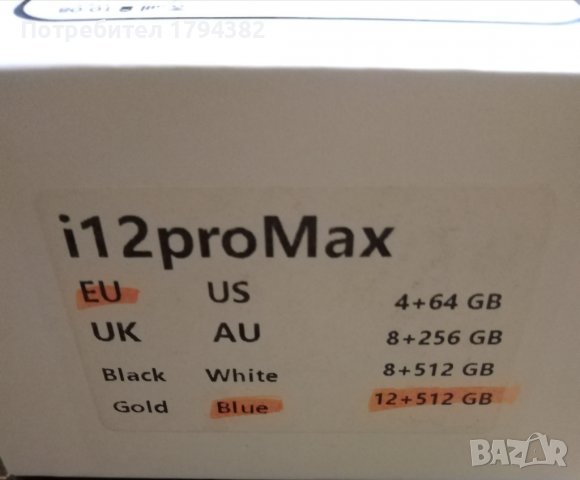 Потребител 1794382
i12proMax
EU US 4+64 GB
UK AU 8+256 GB
Black White 8+512 GB
Gold Blue 12+512 GB
BAZAR